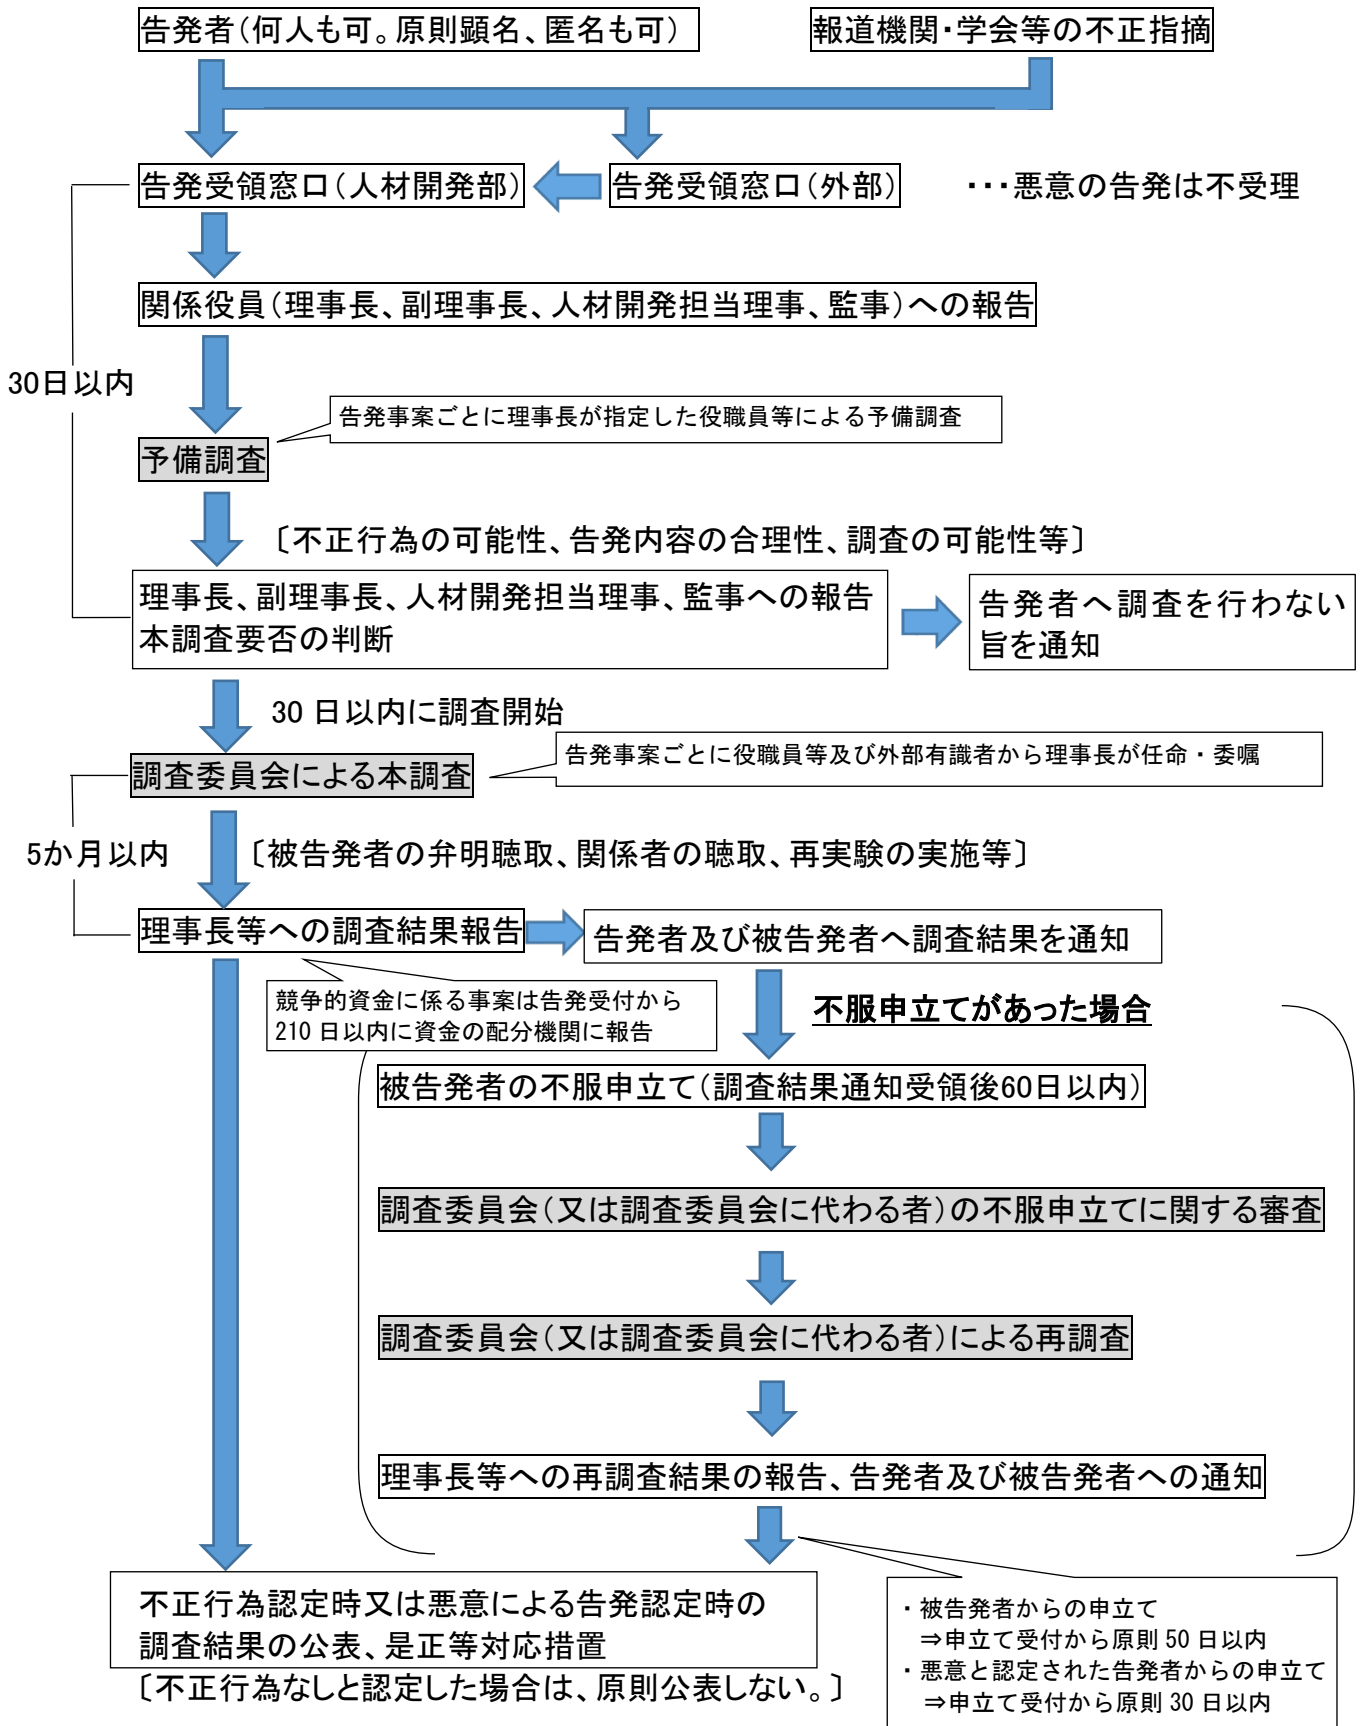 告発者（何人も可。原則顕名、匿名も可）
報道機関・学会等の不正指摘
告発受領窓口（人材開発部）
告発受領窓口（外部）
・・・悪意の告発は不受理
関係役員（理事長、副理事長、人材開発担当理事、監事）への報告
30日以内
告発事案ごとに理事長が指定した役職員等による予備調査
予備調査
〔不正行為の可能性、告発内容の合理性、調査の可能性等〕
理事長、副理事長、人材開発担当理事、監事への報告
本調査要否の判断
告発者へ調査を行わない
旨を通知
30 日以内に調査開始
告発事案ごとに役職員等及び外部有識者から理事長が任命・委嘱
調査委員会による本調査
5か月以内
〔被告発者の弁明聴取、関係者の聴取、再実験の実施等〕
理事長等への調査結果報告
告発者及び被告発者へ調査結果を通知
競争的資金に係る事案は告発受付から
210 日以内に資金の配分機関に報告
不服申立てがあった場合
被告発者の不服申立て（調査結果通知受領後60日以内）
調査委員会（又は調査委員会に代わる者）の不服申立てに関する審査
調査委員会（又は調査委員会に代わる者）による再調査
理事長等への再調査結果の報告、告発者及び被告発者への通知
不正行為認定時又は悪意による告発認定時の
調査結果の公表、是正等対応措置
〔不正行為なしと認定した場合は、原則公表しない。〕
・被告発者からの申立て
⇒申立て受付から原則 50 日以内
・悪意と認定された告発者からの申立て
⇒申立て受付から原則 30 日以内